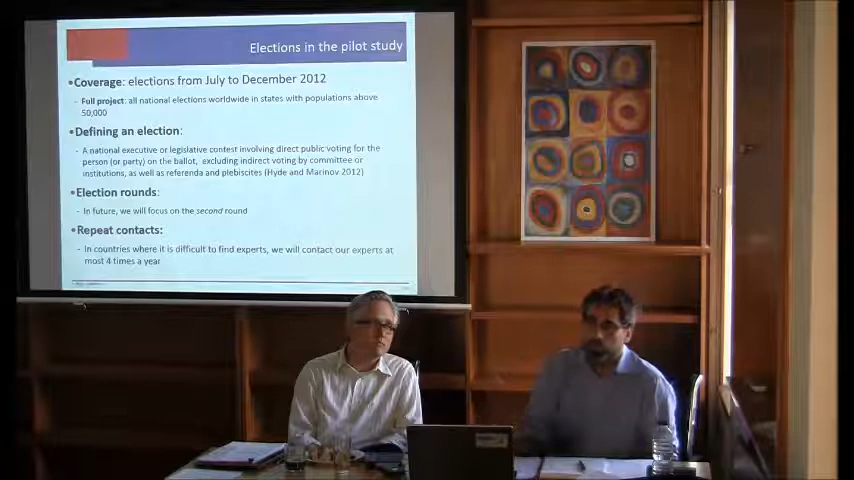 Elections in the pilot study
•Coverage: elections from July to December 2012
- Full project: all national elections worldwide in states with populations above
50,000
•Defining an election:
- A national executive or legislative contest involving direct public voting for the
person (or party) on the ballot, excluding indirect voting by committee or
institutions, as well as referenda and plebiscites (Hyde and Marinov 2012)
•Election rounds:
- In future, we will focus on the second round
•Repeat contacts:
- In countries where it is difficult to find experts, we will contact our experts at
most 4 times a year